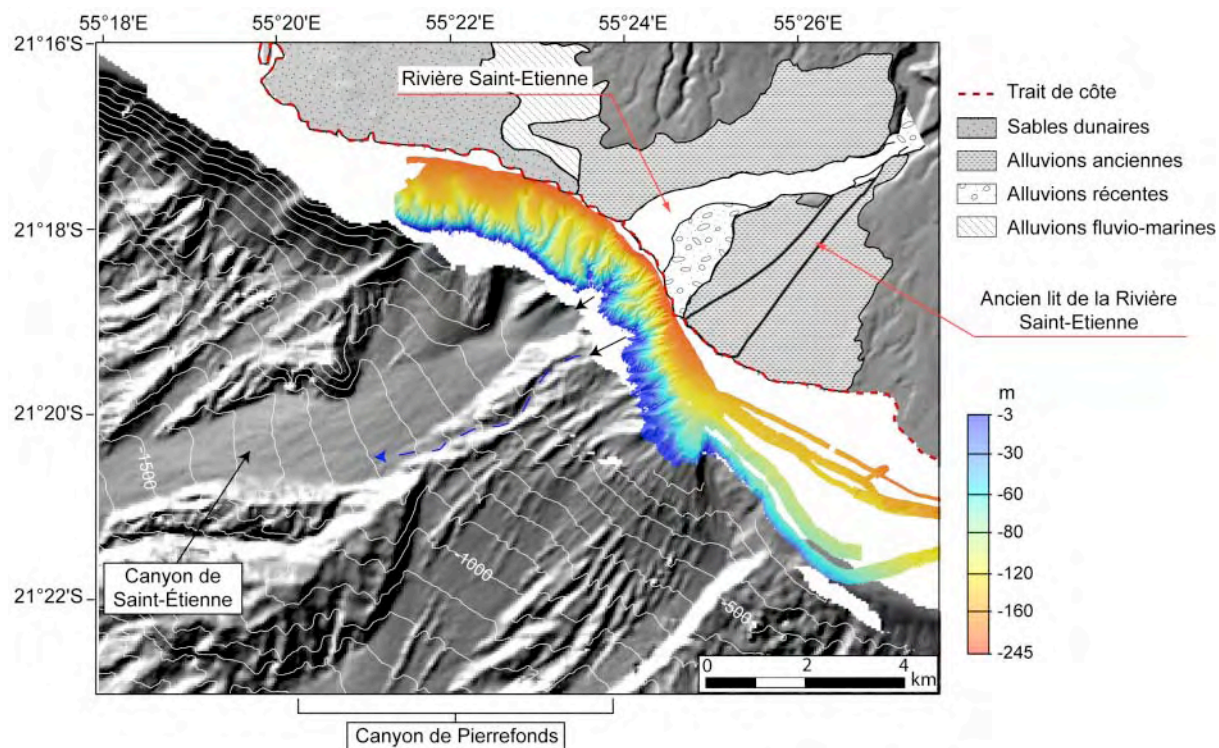 55°18'E 55°20'E 55°22'E 55°24'E 55°26'E
21°16'S
21°18'S
21°20'S
21°22'S
Rivière Saint-Etienne
Trait de côte
Sables dunaires
Alluvions anciennes
Alluvions récentes
Alluvions fluvio-marines
Ancien lit de la Rivière
Saint-Etienne
m
-3
-30
-60
-80
-120
-160
-245
-1500
-1000
-500
Canyon de
Saint-Étienne
0 2 4
km
Canyon de Pierrefonds